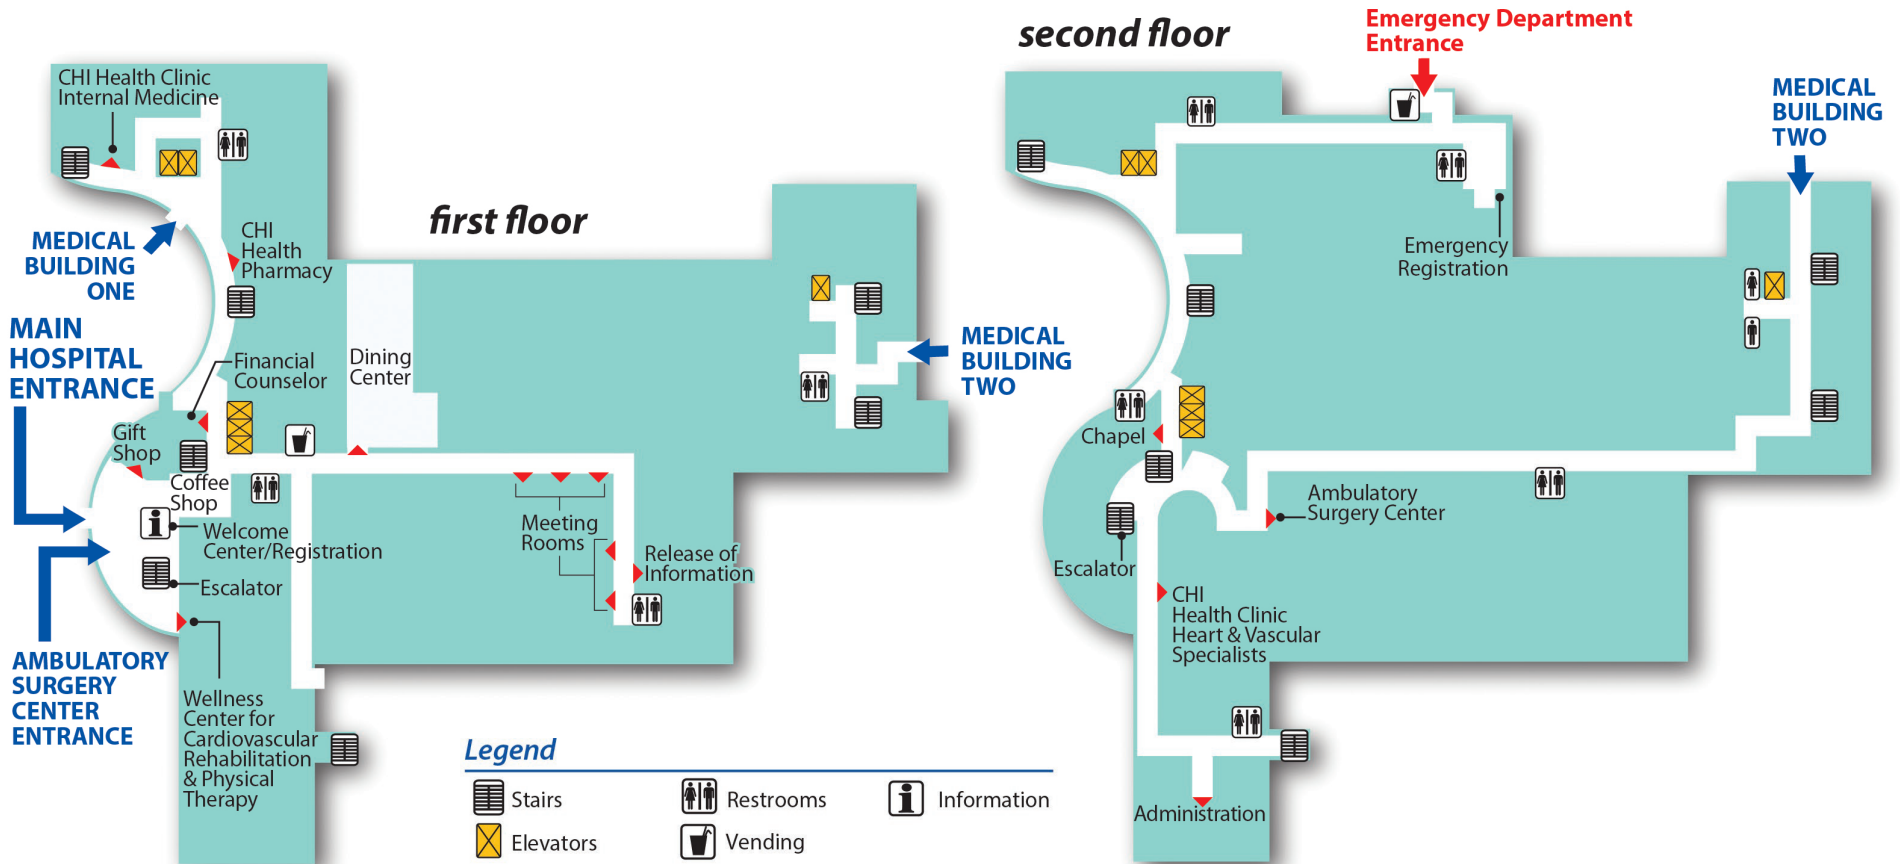 second floor
Emergency Department
Entrance
CHI Health Clinic
Internal Medicine
MEDICAL
BUILDING
TWO
first floor
CHI
Health
Pharmacy
MEDICAL
BUILDING
ONE
Emergency
Registration
MAIN
HOSPITAL
ENTRANCE
Financial
Counselor
Dining
Center
MEDICAL
BUILDING
TWO
Gift
Shop
Chapel
Coffee
Shop
Welcome
Center/Registration
Meeting
Rooms
Ambulatory
Surgery Center
Release of
Information
Escalator
Escalator
CHI
Health Clinic
Heart & Vascular
Specialists
AMBULATORY
SURGERY
CENTER
ENTRANCE
Wellness
Center for
Cardiovascular
Rehabilitation
& Physical
Therapy
Legend
Stairs
Restrooms
Information
Elevators
Vending
Administration